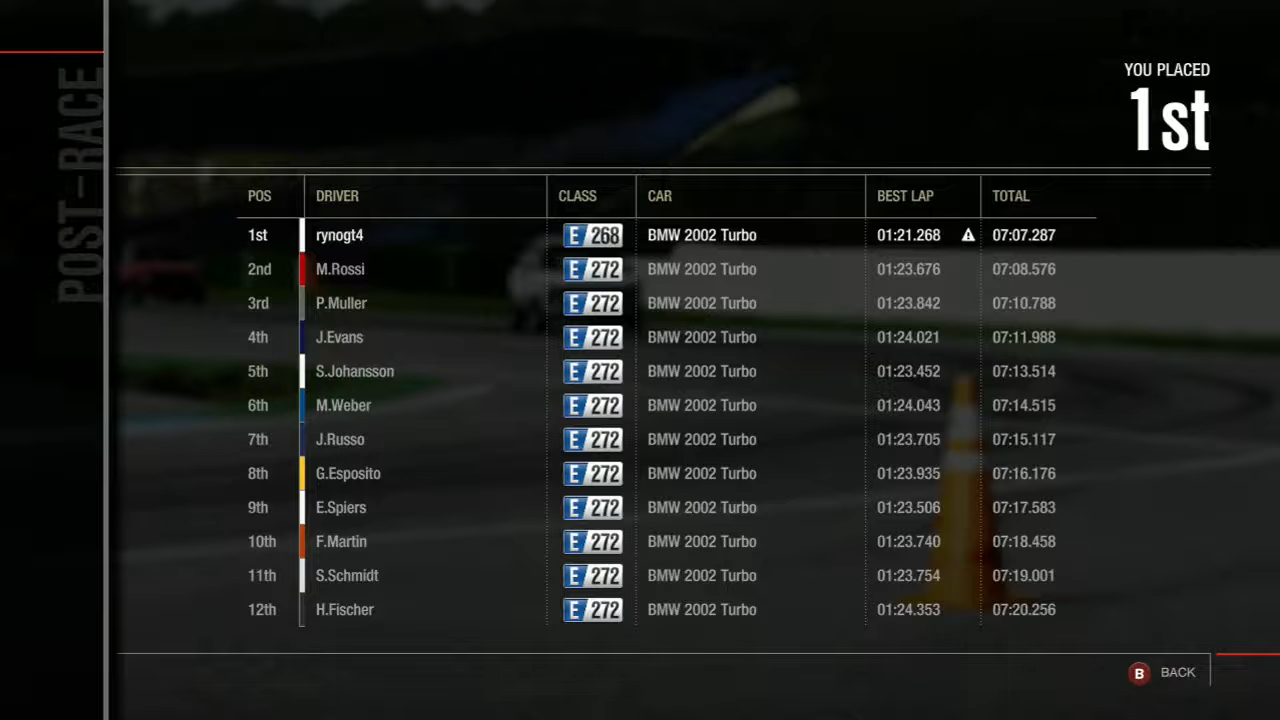 YOU PLACED
1st
POST-RACE
POS DRIVER CLASS CAR BEST LAP TOTAL
1st rynogt4 E 268 BMW 2002 Turbo 01:21.268 07:07.287
2nd M.Rossi E 272 BMW 2002 Turbo 01:23.676 07:08.576
3rd P.Muller E 272 BMW 2002 Turbo 01:23.842 07:10.788
4th J.Evans E 272 BMW 2002 Turbo 01:24.021 07:11.988
5th S.Johansson E 272 BMW 2002 Turbo 01:23.452 07:13.514
6th M.Weber E 272 BMW 2002 Turbo 01:24.043 07:14.515
7th J.Russo E 272 BMW 2002 Turbo 01:23.705 07:15.117
8th G.Esposito E 272 BMW 2002 Turbo 01:23.935 07:16.176
9th E.Spiers E 272 BMW 2002 Turbo 01:23.506 07:17.583
10th F.Martin E 272 BMW 2002 Turbo 01:23.740 07:18.458
11th S.Schmidt E 272 BMW 2002 Turbo 01:23.754 07:19.001
12th H.Fischer E 272 BMW 2002 Turbo 01:24.353 07:20.256
B BACK